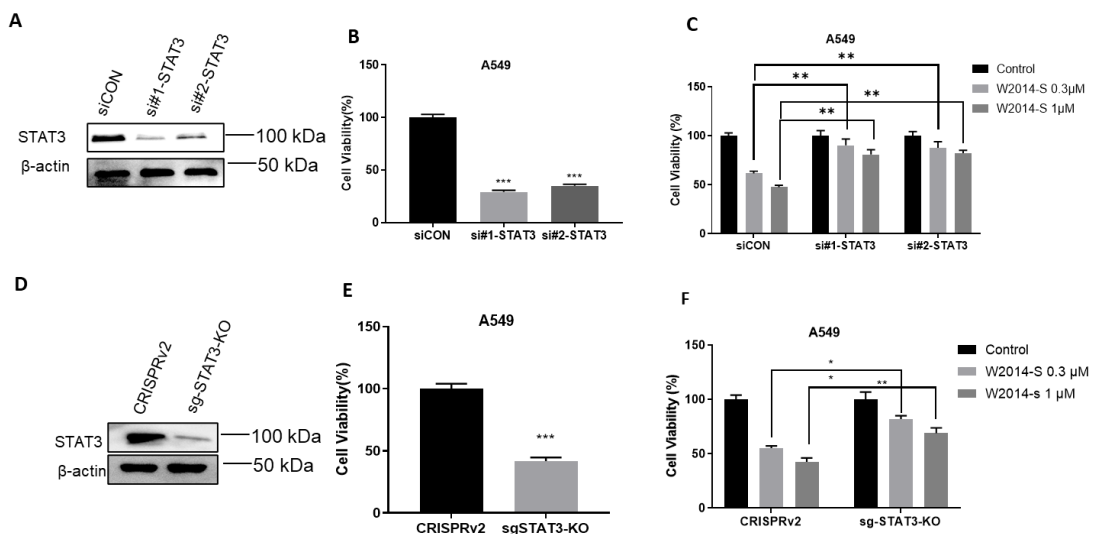 A
siCON
si#1-STAT3
si#2-STAT3
STAT3
100 kDa
β-actin
50 kDa
B
A549
Cell Viability(%)
150
100
50
0
***
***
siCON
si#1-STAT3
si#2-STAT3
C
A549
Control
W2014-S 0.3μM
W2014-S 1μM
Cell Viability (%)
150
100
50
0
**
**
**
**
siCON
si#1-STAT3
si#2-STAT3
D
CRISPRv2
sg-STAT3-KO
STAT3
100 kDa
β-actin
50 kDa
E
A549
Cell Viability(%)
150
100
50
0
***
CRISPRv2
sgSTAT3-KO
F
A549
Control
W2014-S 0.3 μM
W2014-s 1 μM
Cell Viability (%)
150
100
50
0
*
*
**
CRISPRv2
sg-STAT3-KO